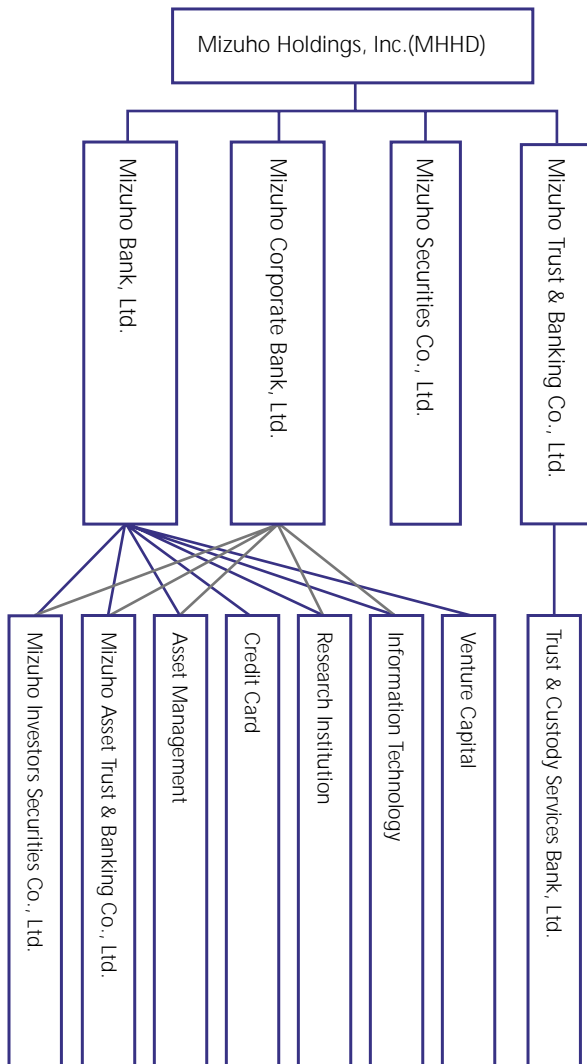 Mizuho Holdings, Inc.(MHHD)
Mizuho Bank, Ltd.
Mizuho Corporate Bank, Ltd.
Mizuho Securities Co., Ltd.
Mizuho Trust & Banking Co., Ltd.
Mizuho Investors Securities Co., Ltd.
Mizuho Asset Trust & Banking Co., Ltd.
Asset Management
Credit Card
Research Institution
Information Technology
Venture Capital
Trust & Custody Services Bank, Ltd.